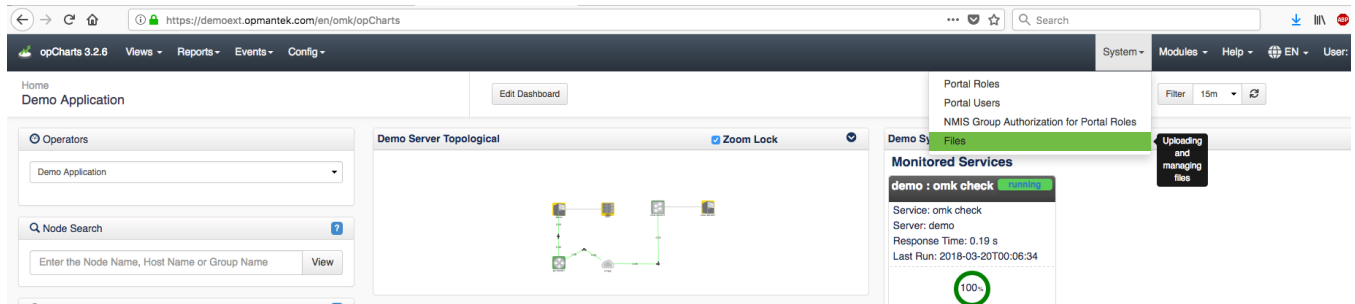 https://demoext.opmantek.com/en/omk/opCharts
Search
ABP
opCharts 3.2.6 Views Reports Events Config System Modules Help EN User:
Home
Demo Application
Edit Dashboard
Portal Roles
Portal Users
NMIS Group Authorization for Portal Roles
Files
Uploading
and
managing
files
Filter 15m
Operators
Demo Application
Node Search
?
Enter the Node Name, Host Name or Group Name View
Demo Server Topological Zoom Lock
Demo Sy
Monitored Services
demo : omk check running
Service: omk check
Server: demo
Response Time: 0.19 s
Last Run: 2018-03-20T00:06:34
100%